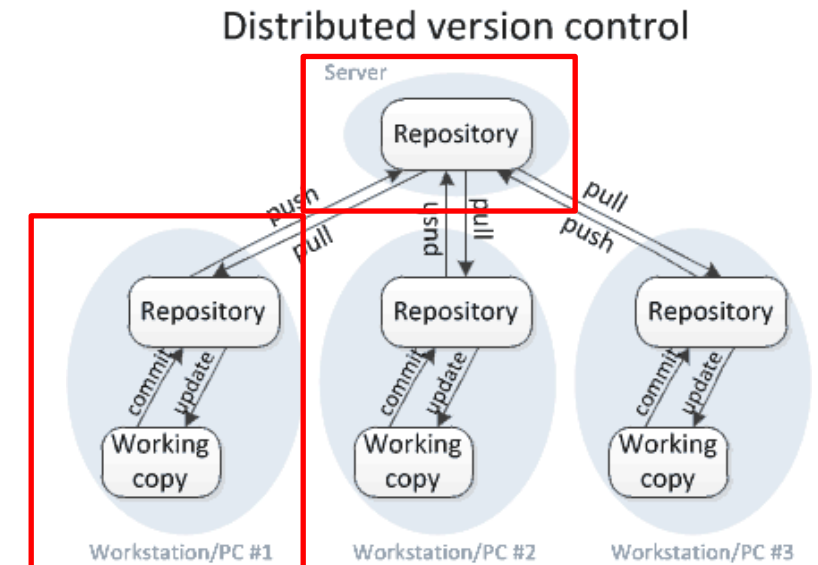 Distributed version control
Server
Repository
push
pull
push
pull
pull
push
Repository
Repository
Repository
commit
update
commit
update
commit
update
Working
copy
Working
copy
Working
copy
Workstation/PC #1
Workstation/PC #2
Workstation/PC #3